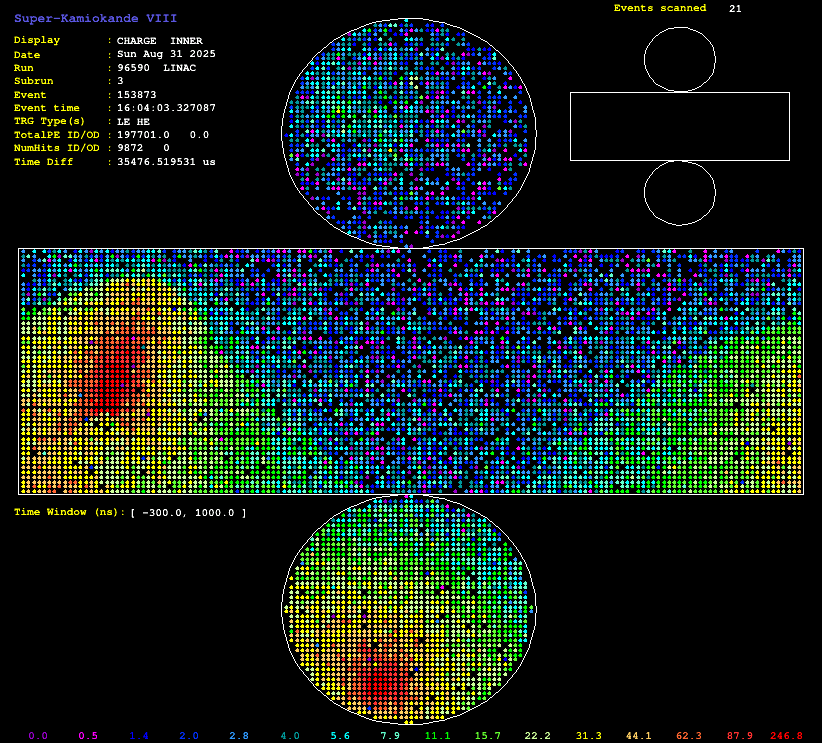 Super-Kamiokande VIII
Events scanned 21
Display : CHARGE INNER
Date : Sun Aug 31 2025
Run : 96590 LINAC
Subrun : 3
Event : 153873
Event time : 16:04:03.327087
TRG Type(s) : LE HE
TotalPE ID/OD : 197701.0 0.0
NumHits ID/OD : 9872 0
Time Diff : 35476.519531 us
Time Window (ns): [ -300.0, 1000.0 ]
0.0 0.5 1.4 2.0 2.8 4.0 5.6 7.9 11.1 15.7 22.2 31.3 44.1 62.3 87.9 246.8